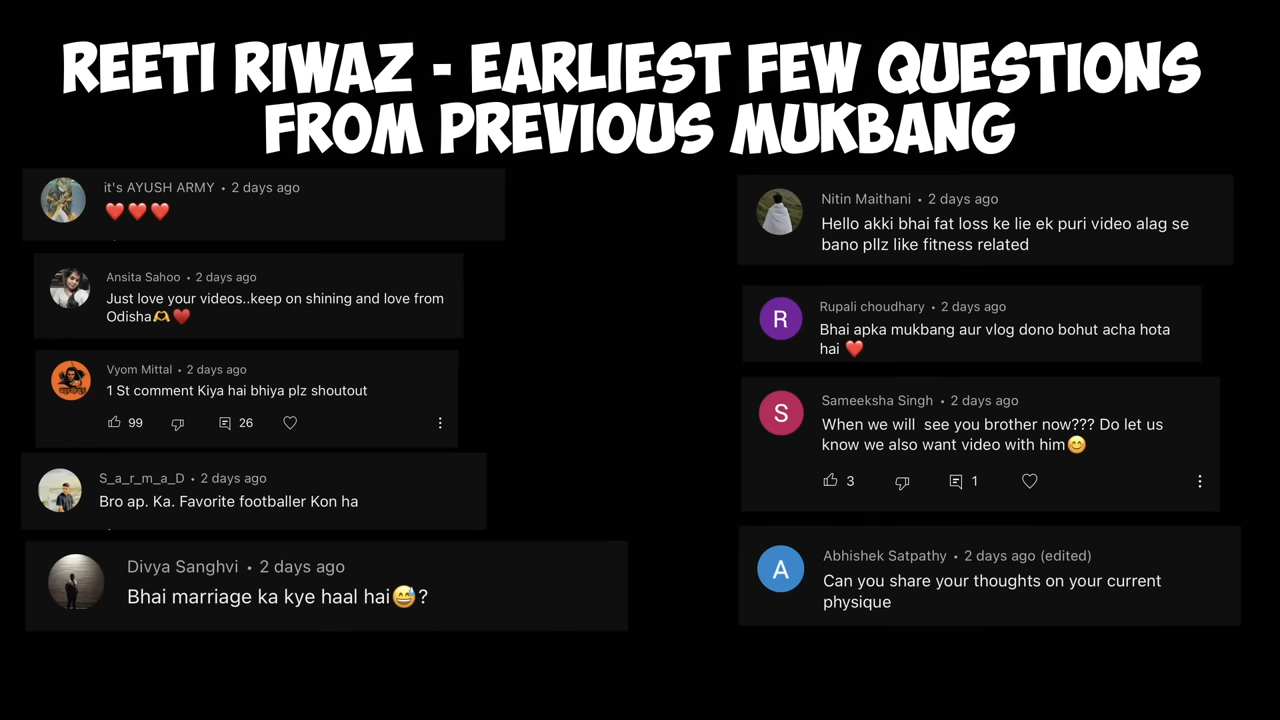 REETI RIWAZ - EARLIEST FEW QUESTIONS
FROM PREVIOUS MUKBANG
it's AYUSH ARMY • 2 days ago
❤️❤️❤️
Ansita Sahoo • 2 days ago
Just love your videos..keep on shining and love from
Odisha🫶❤️
Vyom Mittal • 2 days ago
1 St comment Kiya hai bhiya plz shoutout
99 26
S_a_r_m_a_D • 2 days ago
Bro ap. Ka. Favorite footballer Kon ha
Divya Sanghvi • 2 days ago
Bhai marriage ka kye haal hai😅?
Nitin Maithani • 2 days ago
Hello akki bhai fat loss ke lie ek puri video alag se
bano pllz like fitness related
R
Rupali choudhary • 2 days ago
Bhai apka mukbang aur vlog dono bohut acha hota
hai ❤️
S
Sameeksha Singh • 2 days ago
When we will  see you brother now??? Do let us
know we also want video with him😊
3 1
A
Abhishek Satpathy • 2 days ago (edited)
Can you share your thoughts on your current
physique